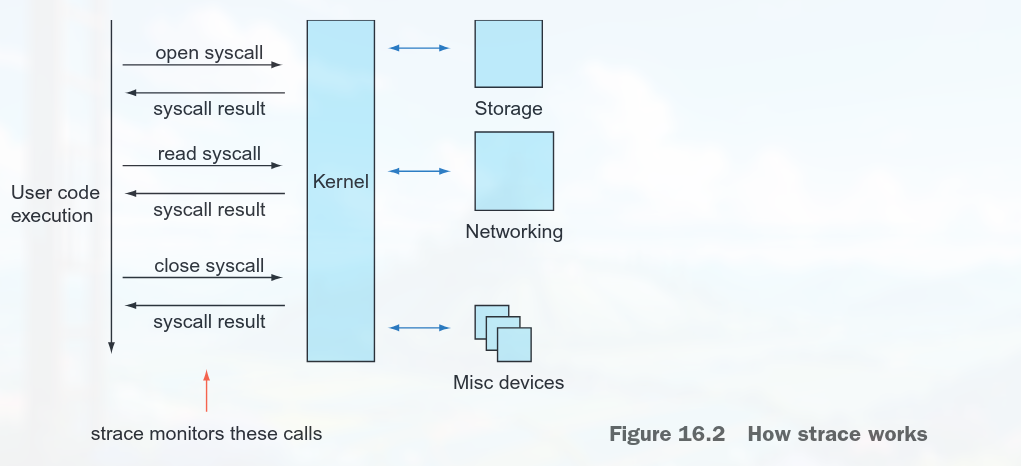 open syscall
syscall result
read syscall
syscall result
close syscall
syscall result
User code
execution
Kernel
Storage
Networking
Misc devices
strace monitors these calls
Figure 16.2 How strace works